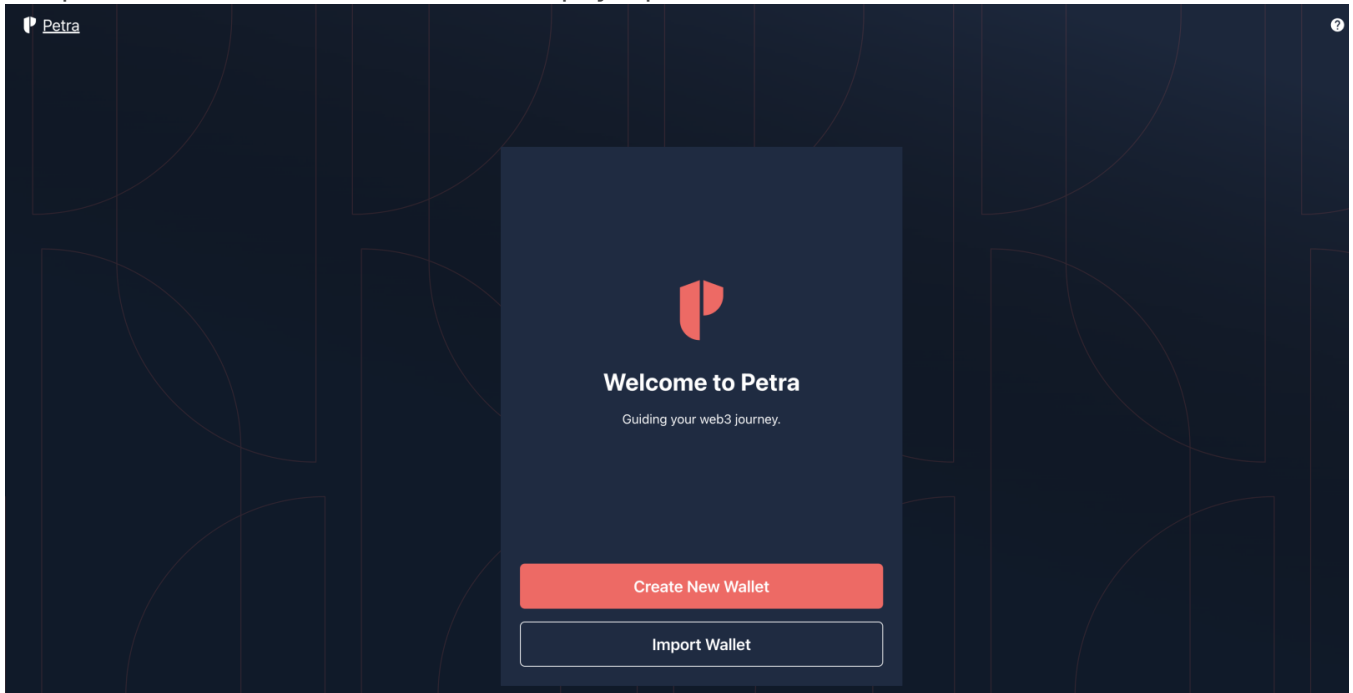 Petra
Welcome to Petra
Guiding your web3 journey.
Create New Wallet
Import Wallet